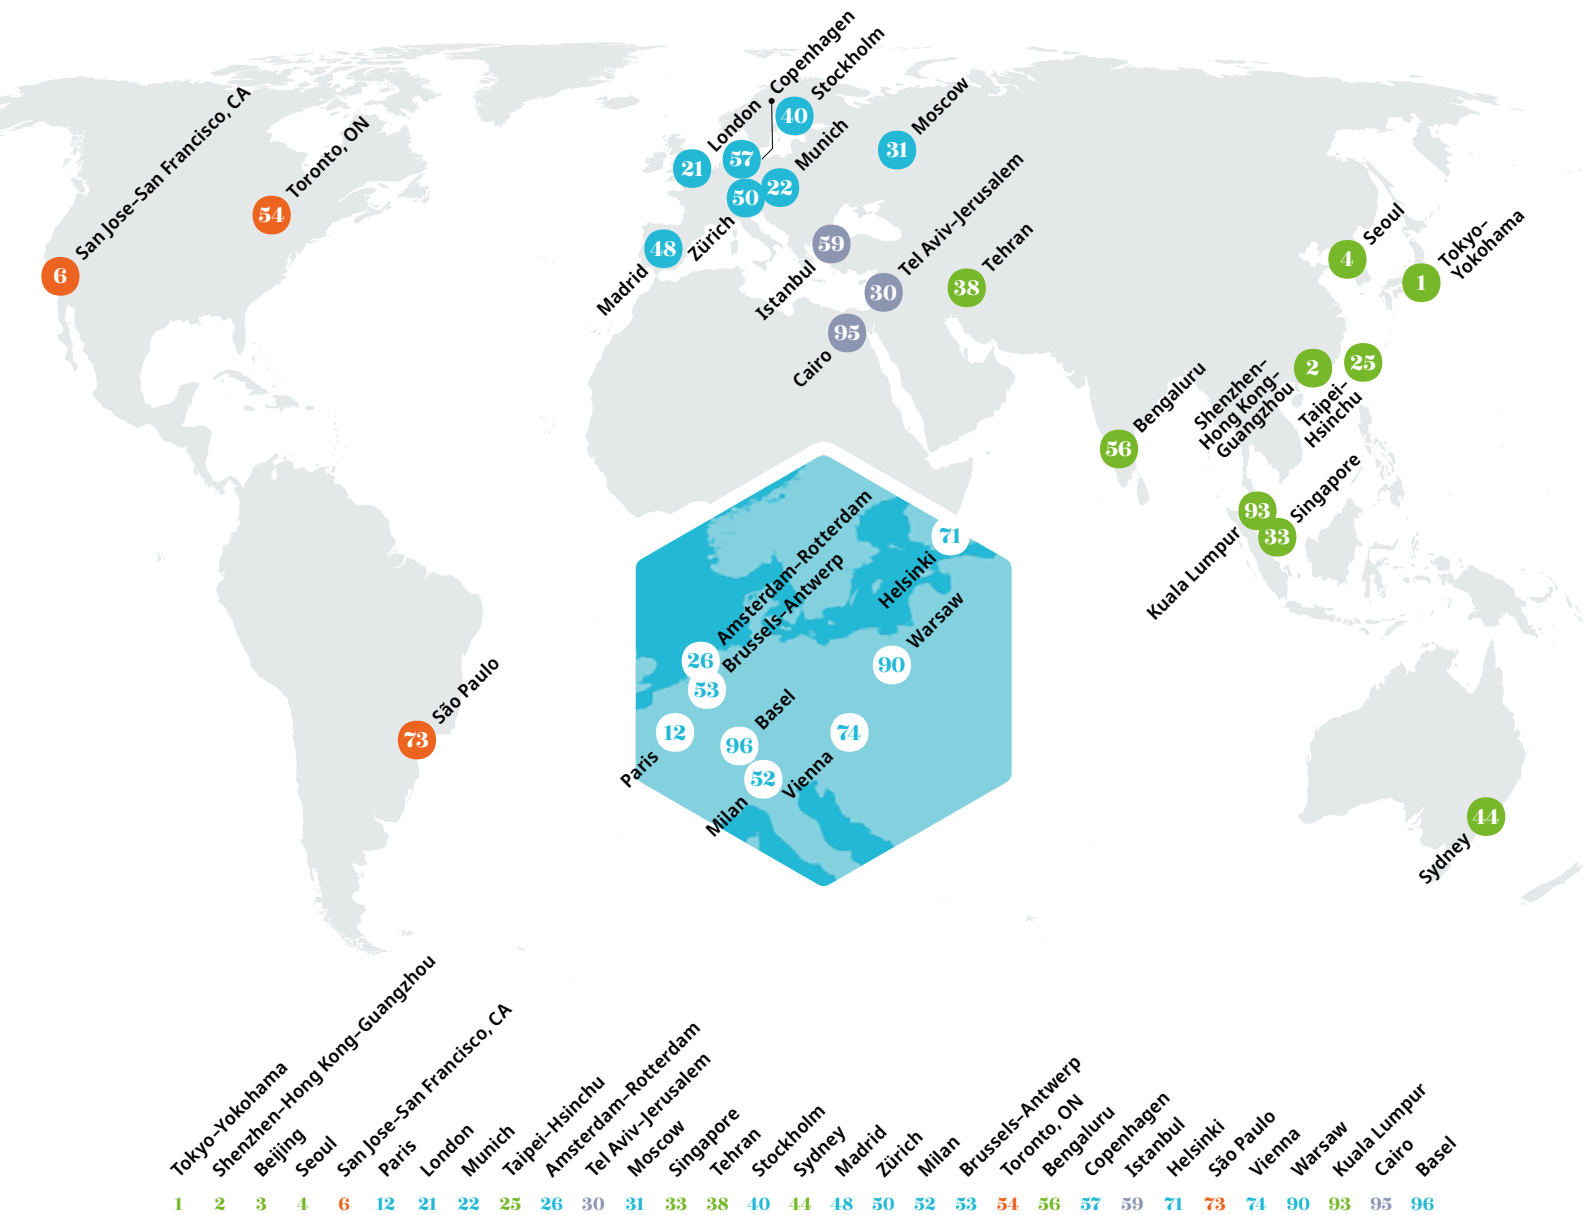 Copenhagen
Stockholm
40
London
57
21
Munich
22
50
Zürich
Moscow
31
San Jose–San Francisco, CA
6
Toronto, ON
54
48
Madrid
59
Istanbul
Tel Aviv–Jerusalem
30
Tehran
38
95
Cairo
Seoul
4
Tokyo–
Yokohama
1
Shenzhen–
Hong Kong–
Guangzhou
2
25
Taipei–
Hsinchu
Bengaluru
56
93
Kuala Lumpur
Singapore
33
Amsterdam–Rotterdam
26
Brussels–Antwerp
53
71
Helsinki
Warsaw
90
12
Paris
Basel
96
74
Vienna
52
Milan
São Paulo
73
44
Sydney
Tokyo–Yokohama
Shenzhen–Hong Kong–Guangzhou
Beijing
Seoul
San Jose–San Francisco, CA
Paris
London
Munich
Taipei–Hsinchu
Amsterdam–Rotterdam
Tel Aviv–Jerusalem
Moscow
Singapore
Tehran
Stockholm
Sydney
Madrid
Zürich
Milan
Brussels–Antwerp
Toronto, ON
Bengaluru
Copenhagen
Istanbul
Helsinki
São Paulo
Vienna
Warsaw
Kuala Lumpur
Cairo
Basel
1 2 3 4 6 12 21 22 25 26 30 31 33 38 40 44 48 50 52 53 54 56 57 59 71 73 74 90 93 95 96